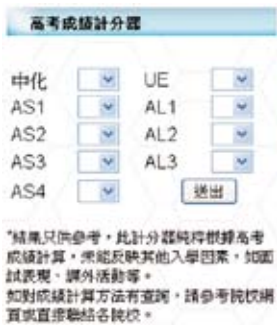 高考成績計分器
中化 UE
AS1 AL1
AS2 AL2
AS3 AL3
AS4 送出
*結果只供參考，此計分器純粹根據高考
成績計算，未能反映其他入學因素，如面
試表現、課外活動等。
如對成績計算方法有查詢，請參考院校網
頁或直接聯絡各院校。